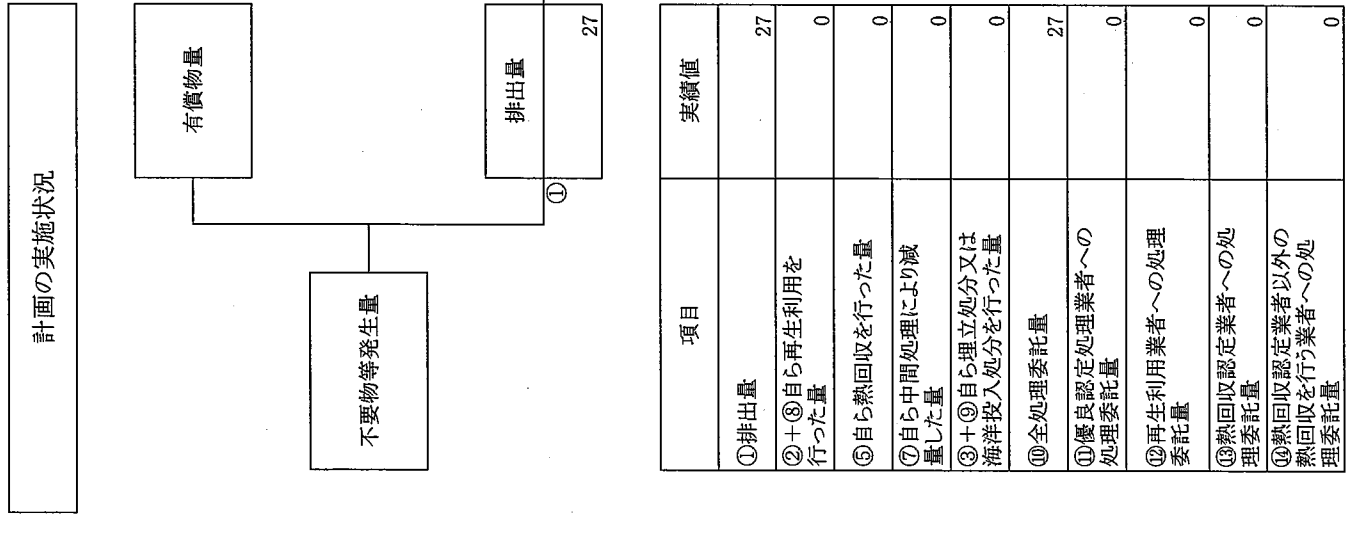 計画の実施状況
有償物量
不要物等発生量
排出量
①
27
項目
実績値
①排出量
27
②+⑧自ら再生利用を
行った量
0
⑤自ら熱回収を行った量
0
⑦自ら中間処理により減
量した量
0
③+⑨自ら埋立処分又は
海洋投入処分を行った量
0
⑩全処理委託量
27
⑪優良認定処理業者への
処理委託量
0
⑫再生利用業者への処理
委託量
0
⑬熱回収認定業者への処
理委託量
0
⑭熱回収認定業者以外の
熱回収を行う業者への処
理委託量
0